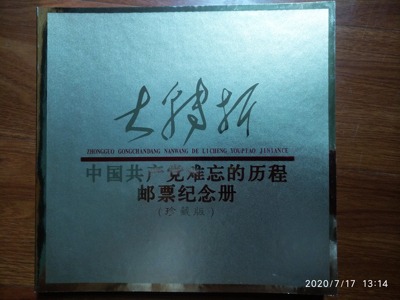 大转折
ZHONGGUO GONGCHANDANG NANWANG DE LICHENG YOUPIAO JINIANCE
中国共产党难忘的历程
邮票纪念册
(珍藏版)
2020/7/17 13:14